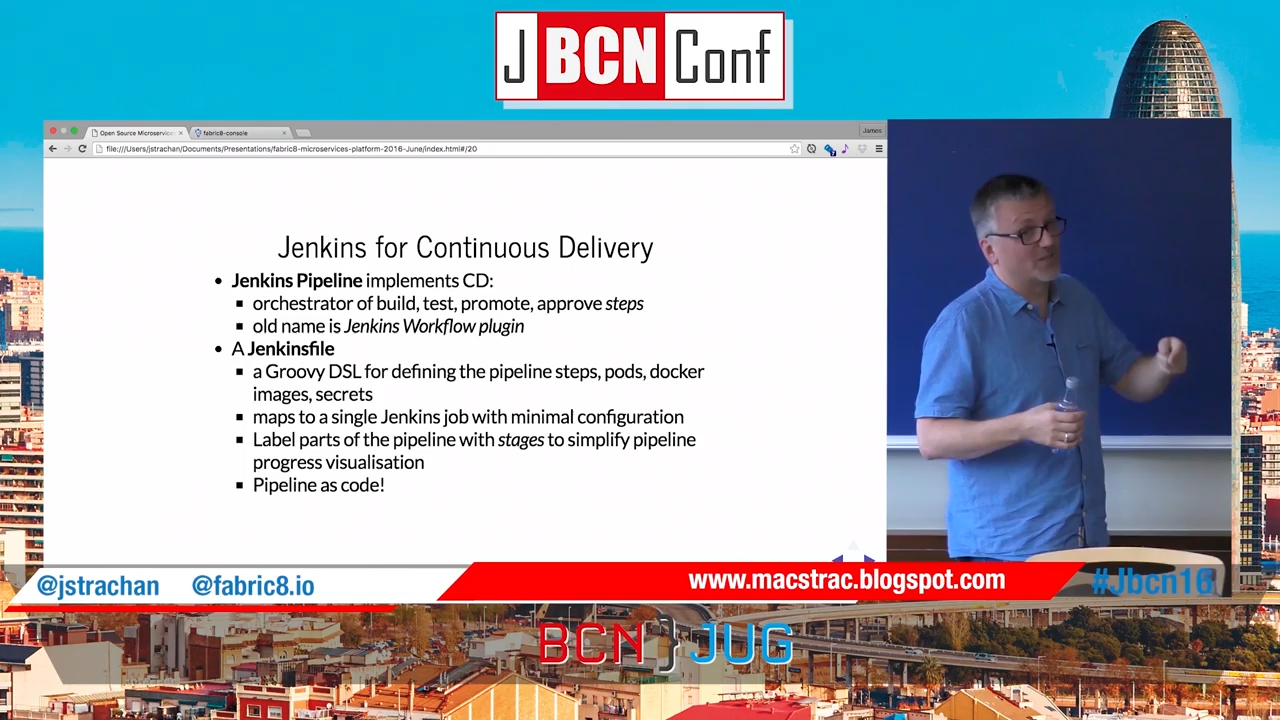 J BCN Conf
Open Source Microservice
fabric8-console
James
file:///Users/jstrachan/Documents/Presentations/fabric8-microservices-platform-2016-June/index.html#/20
Jenkins for Continuous Delivery
• Jenkins Pipeline implements CD:
▪ orchestrator of build, test, promote, approve steps
▪ old name is Jenkins Workflow plugin
• A Jenkinsfile
▪ a Groovy DSL for defining the pipeline steps, pods, docker
images, secrets
▪ maps to a single Jenkins job with minimal configuration
▪ Label parts of the pipeline with stages to simplify pipeline
progress visualisation
▪ Pipeline as code!
@jstrachan @fabric8.io
www.macstrac.blogspot.com
#Jbcn16
BCN}JUG